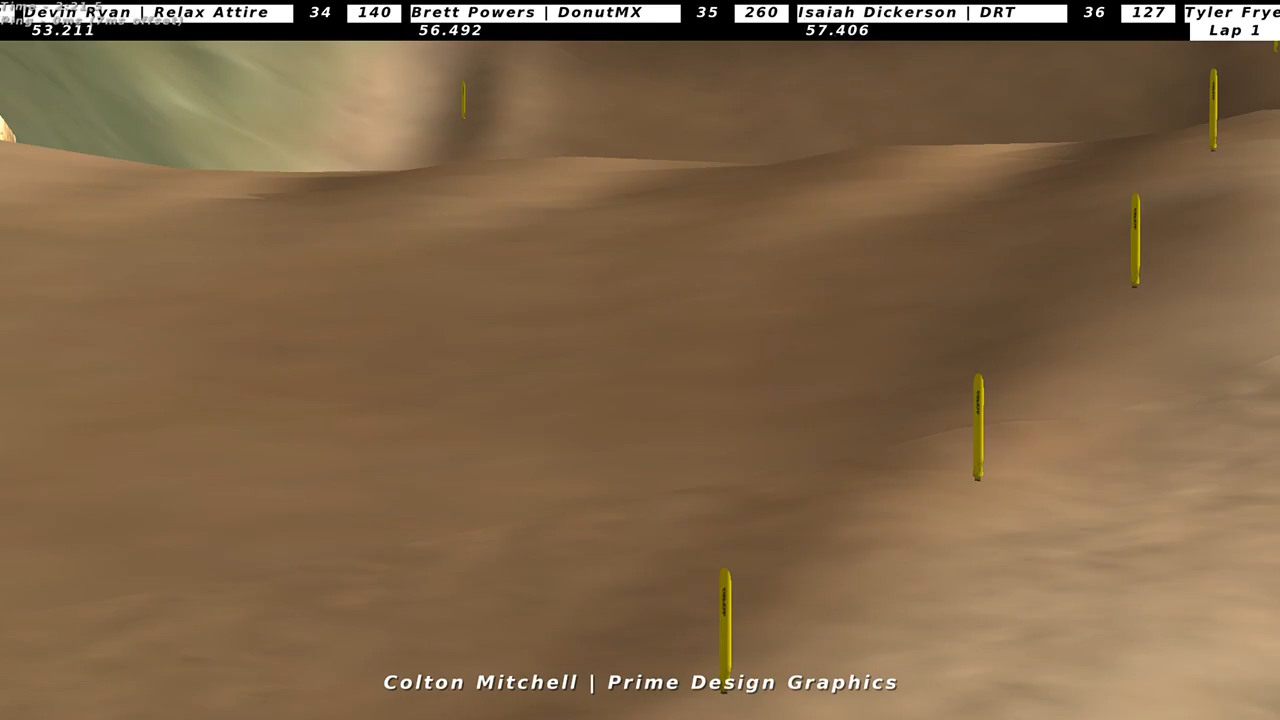 Devin Ryan | Relax Attire 34 140 Brett Powers | DonutMX 35 260 Isaiah Dickerson | DRT 36 127 Tyler Frye
53.211 56.492 57.406 Lap 1
Colton Mitchell | Prime Design Graphics